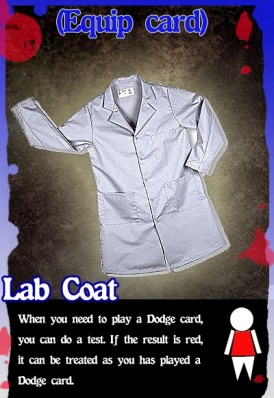 (Equip card)
Lab Coat
When you need to play a Dodge card,
you can do a test. If the result is red,
it can be treated as you has played a
Dodge card.